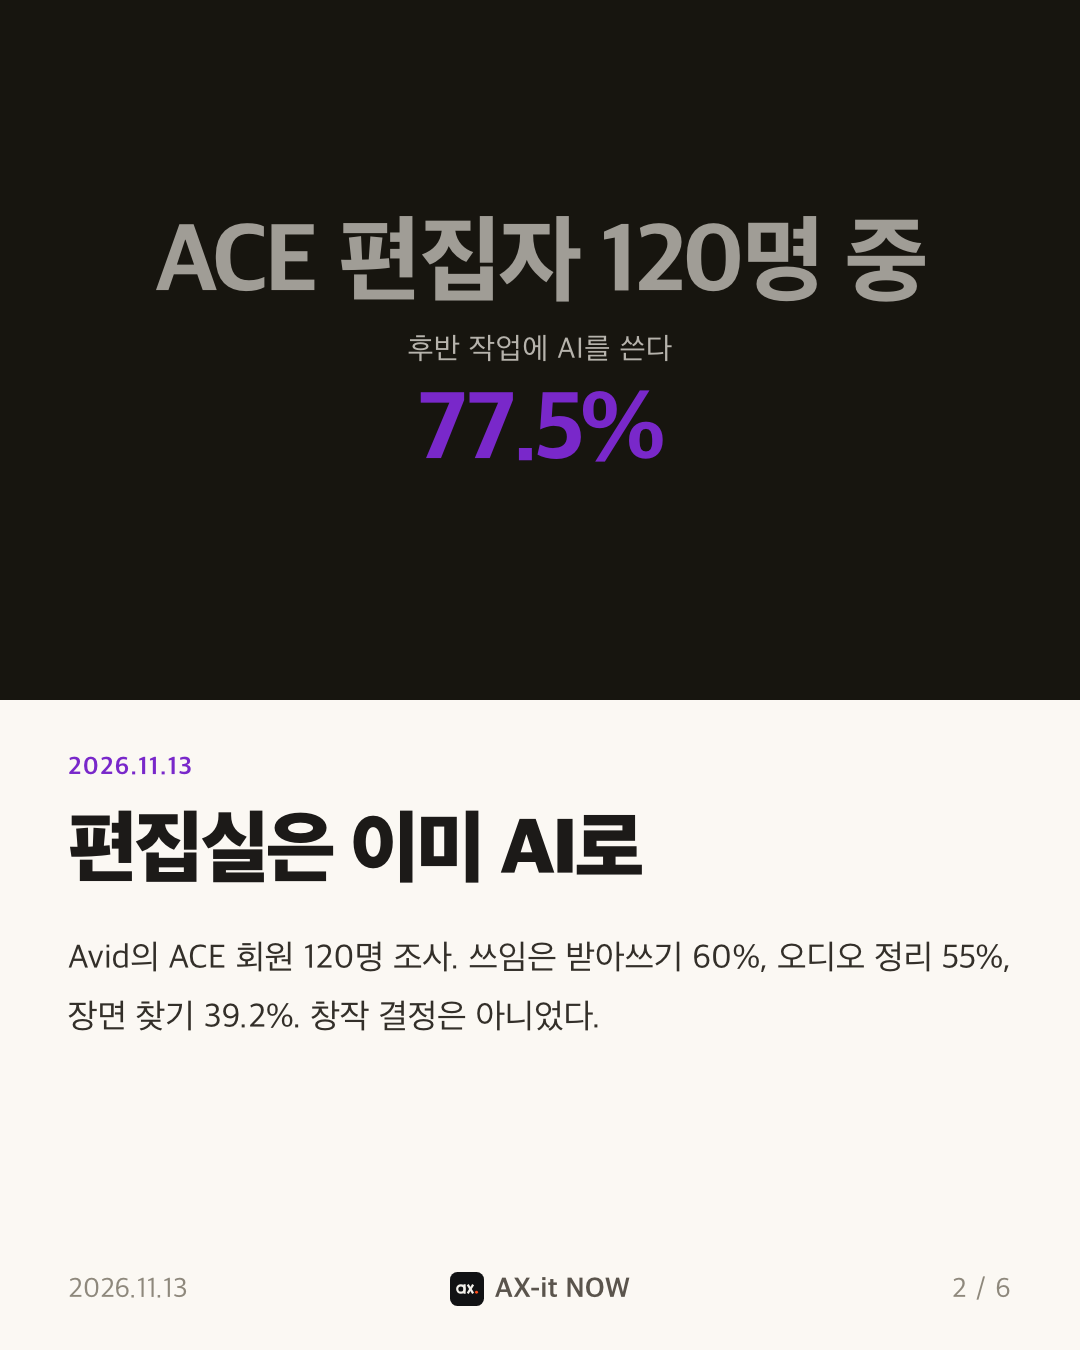 ACE 편집자 120명 중
후반 작업에 AI를 쓴다
77.5%
2026.11.13
편집실은 이미 AI로
Avid의 ACE 회원 120명 조사. 쓰임은 받아쓰기 60%, 오디오 정리 55%,
장면 찾기 39.2%. 창작 결정은 아니었다.
2026.11.13
ax.
AX-it NOW
2 / 6